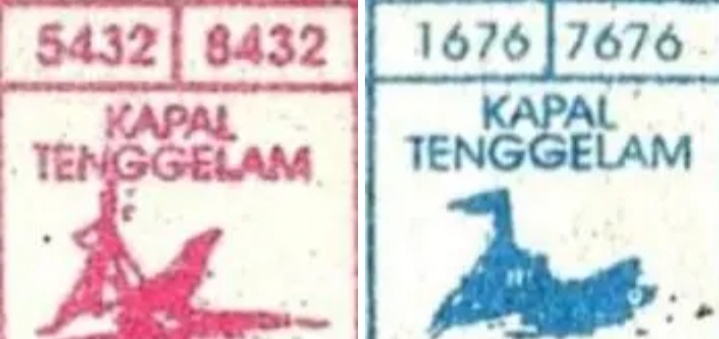 5432 8432
KAPAL
TENGGELAM
1676 7676
KAPAL
TENGGELAM